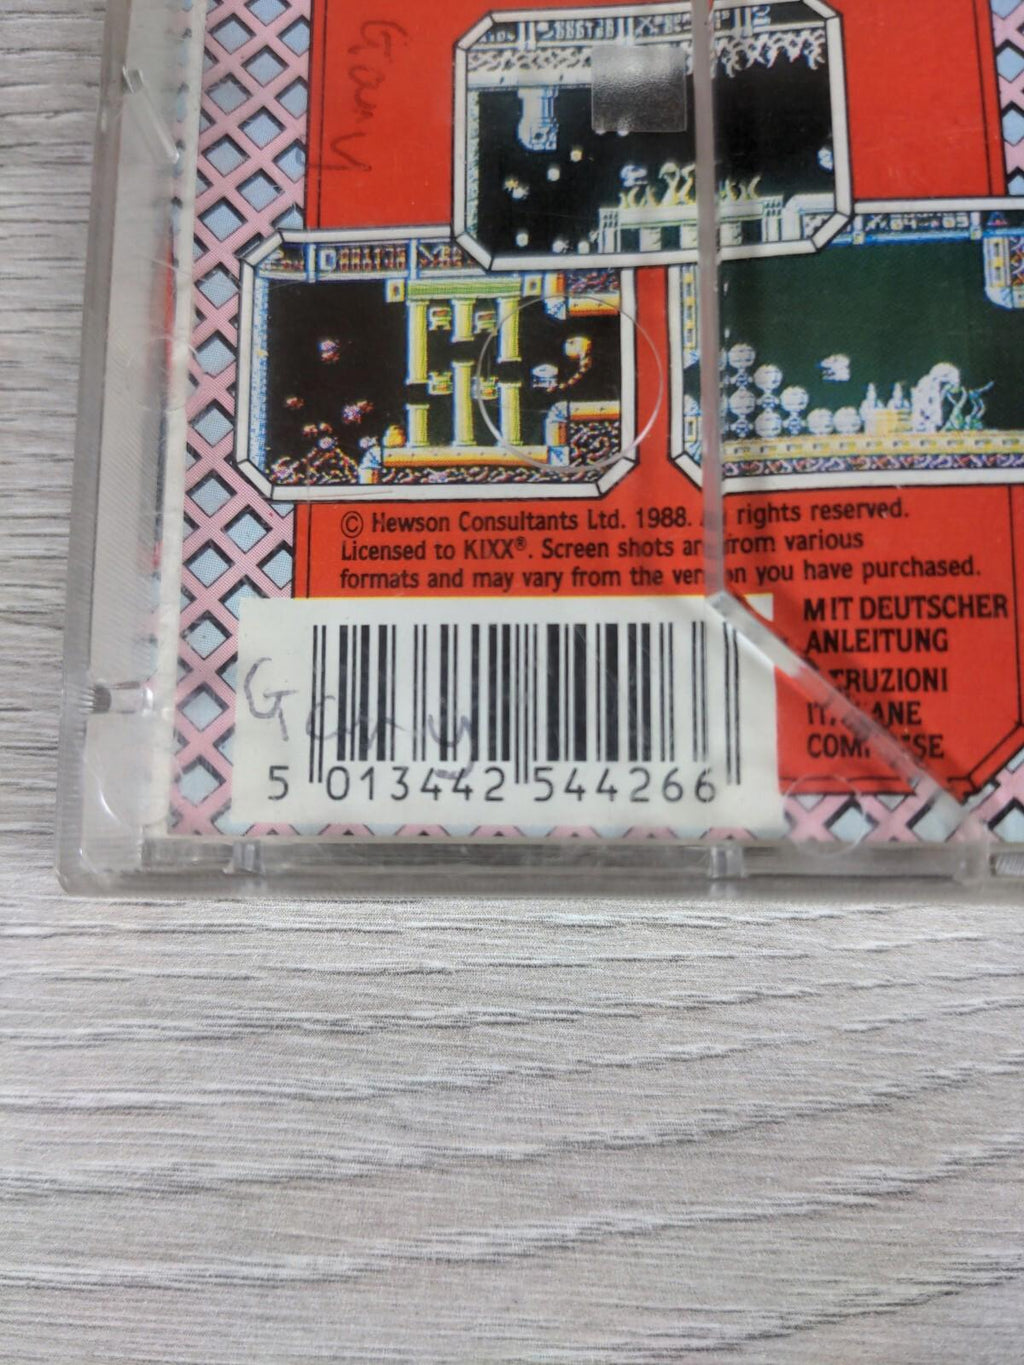 Gary
© Hewson Consultants Ltd. 1988. rights reserved.
Licensed to KIXX®. Screen shots from various
formats and may vary from the you have purchased.
MIT DEUTSCHER
ANLEITUNG
IT
Gary
5 013442 544266